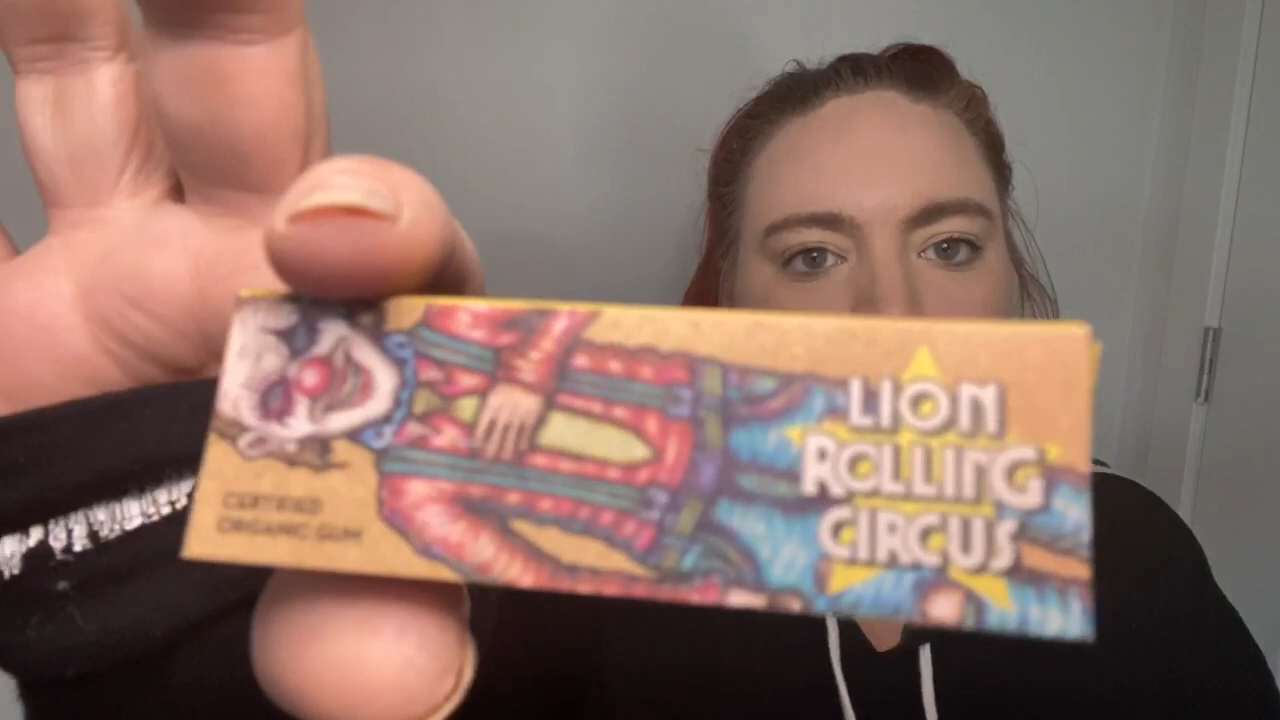 LION
ROLLING
CIRCUS
CERTIFIED
ORGANIC GUM